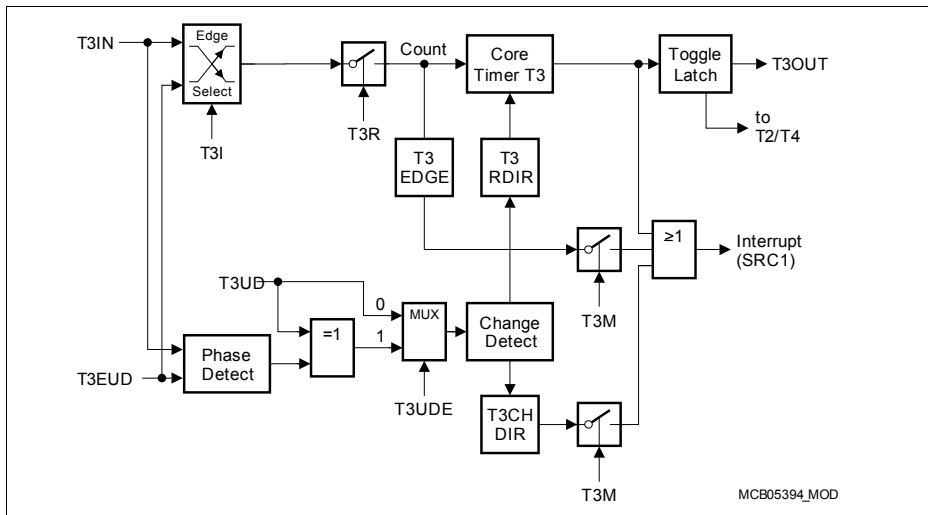 T3IN
Edge
Select
T3I
T3R
Count
Core
Timer T3
Toggle
Latch
T3OUT
to
T2/T4
T3
EDGE
T3
RDIR
≥1
Interrupt
(SRC1)
T3M
T3UD
0
=1
1
MUX
Change
Detect
Phase
Detect
T3EUD
T3UDE
T3CH
DIR
T3M
MCB05394_MOD